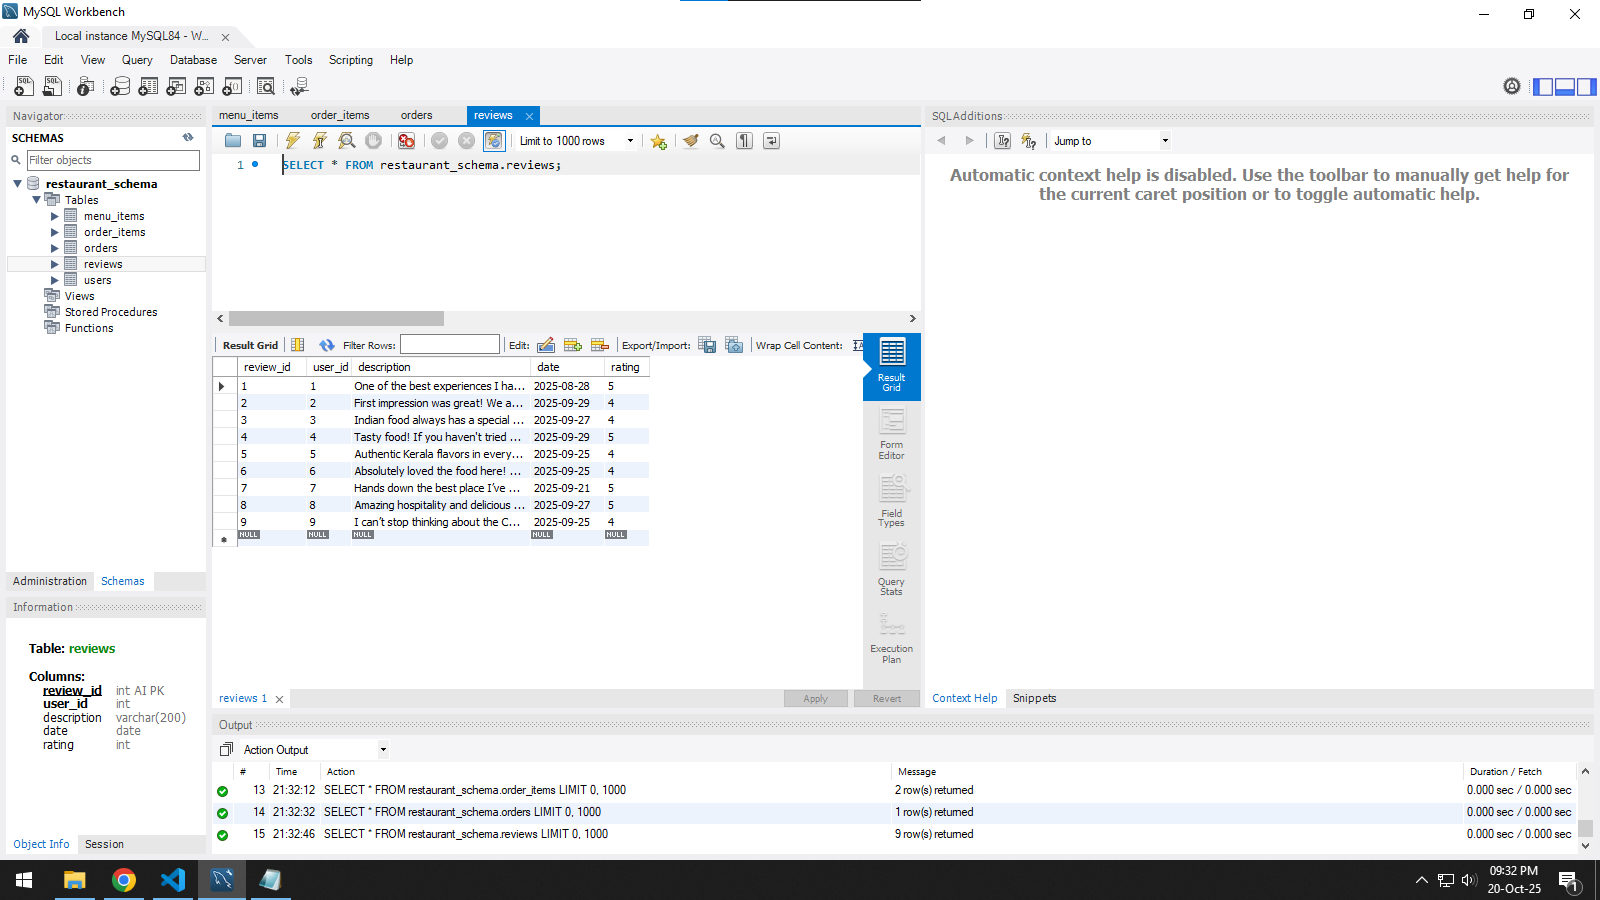 MySQL Workbench
Local instance MySQL84 - W... ×
File Edit View Query Database Server Tools Scripting Help
Navigator
SCHEMAS
Filter objects
restaurant_schema
Tables
menu_items
order_items
orders
reviews
users
Views
Stored Procedures
Functions
Administration Schemas
Information
Table: reviews
Columns:
review_id int AI PK
user_id int
description varchar(200)
date date
rating int
Object Info Session
menu_items order_items orders reviews ×
Limit to 1000 rows
1 SELECT * FROM restaurant_schema.reviews;
Result Grid Filter Rows: Edit: Export/Import: Wrap Cell Content:
review_id user_id description date rating
1 1 One of the best experiences I ha... 2025-08-28 5
2 2 First impression was great! We a... 2025-09-29 4
3 3 Indian food always has a special ... 2025-09-27 4
4 4 Tasty food! If you haven't tried ... 2025-09-29 5
5 5 Authentic Kerala flavors in every... 2025-09-25 4
6 6 Absolutely loved the food here! ... 2025-09-25 4
7 7 Hands down the best place I've ... 2025-09-21 5
8 8 Amazing hospitality and delicious ... 2025-09-27 5
9 9 I can't stop thinking about the C... 2025-09-25 4
NULL NULL NULL NULL NULL
Result
Grid
Form
Editor
Field
Types
Query
Stats
Execution
Plan
reviews 1 × Apply Revert
SQLAdditions
Jump to
Automatic context help is disabled. Use the toolbar to manually get help for
the current caret position or to toggle automatic help.
Context Help Snippets
Output
Action Output
# Time Action Message Duration / Fetch
13 21:32:12 SELECT * FROM restaurant_schema.order_items LIMIT 0, 1000 2 row(s) returned 0.000 sec / 0.000 sec
14 21:32:32 SELECT * FROM restaurant_schema.orders LIMIT 0, 1000 1 row(s) returned 0.000 sec / 0.000 sec
15 21:32:46 SELECT * FROM restaurant_schema.reviews LIMIT 0, 1000 9 row(s) returned 0.000 sec / 0.000 sec
09:32 PM
20-Oct-25
1